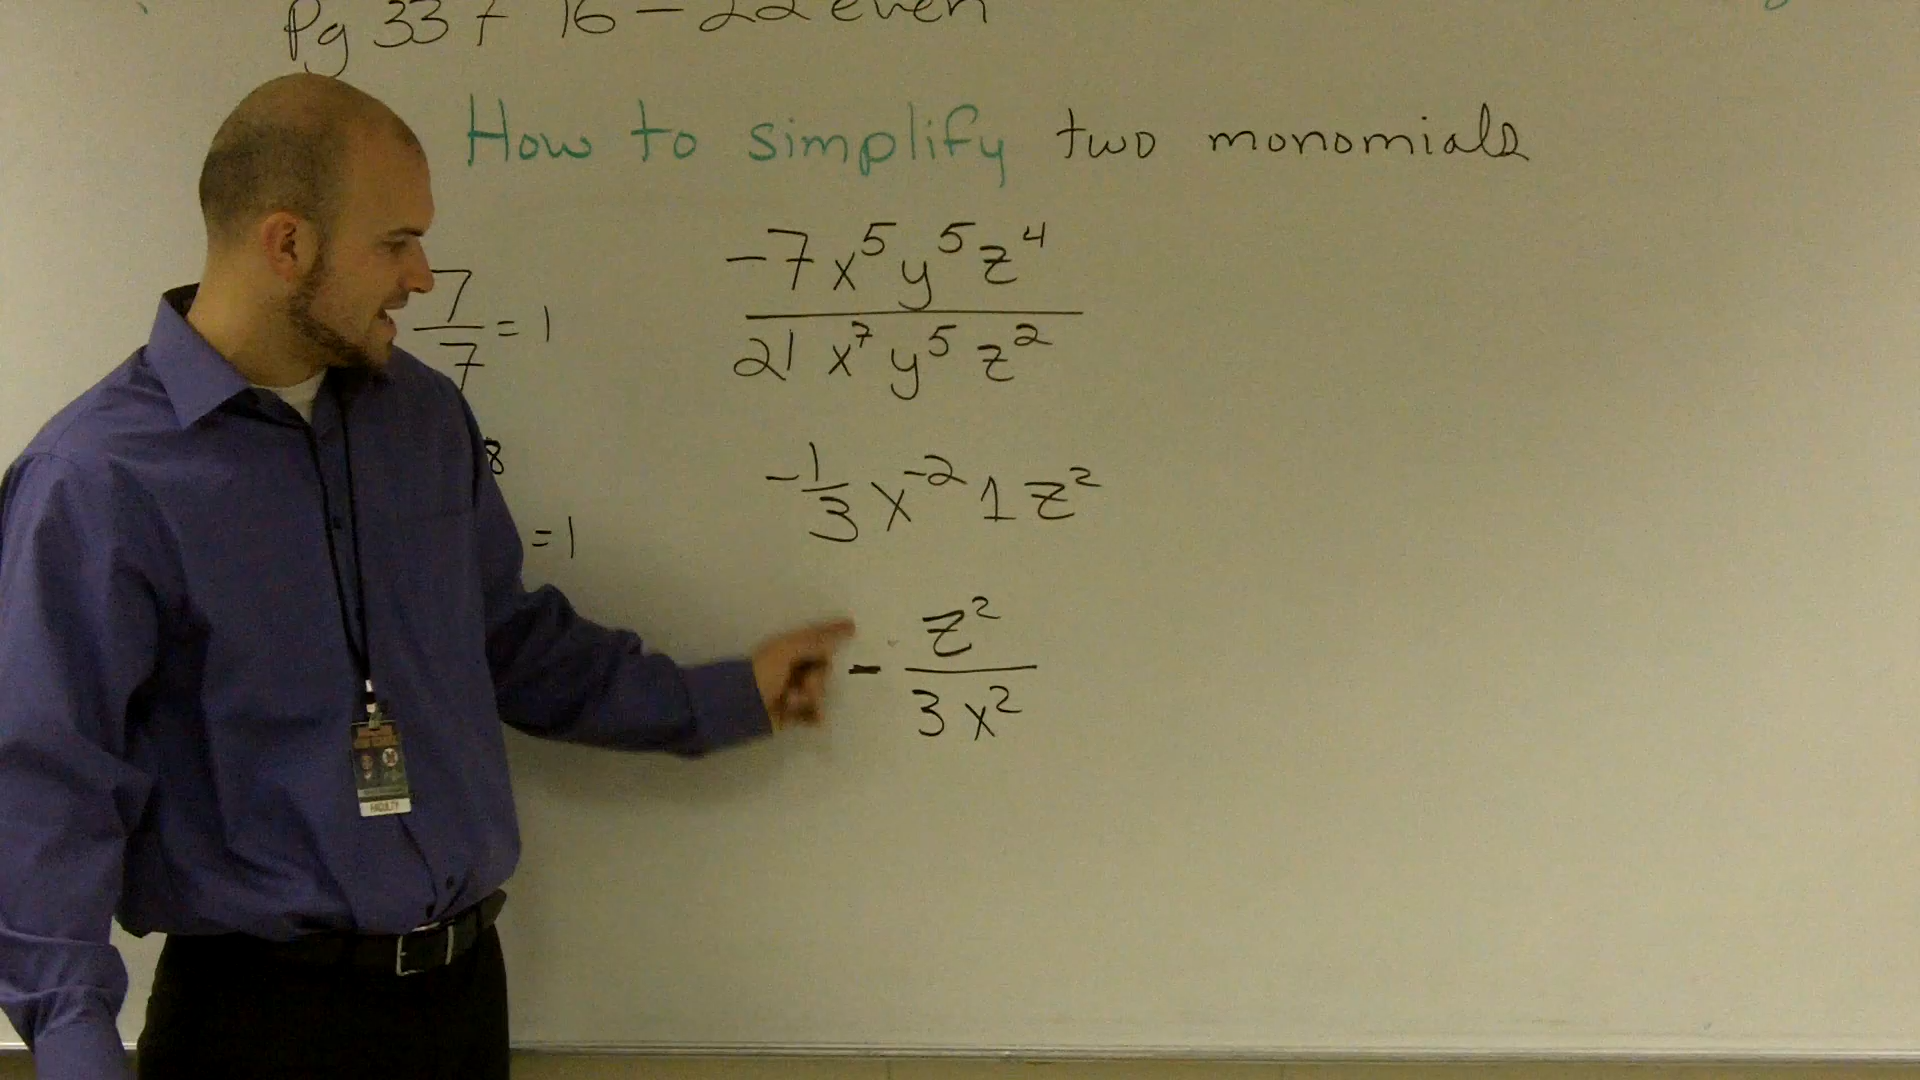 Pg 337 16-22 even
How to simplify two monomials
7/7 = 1
-7x⁵y⁵z⁴
21x⁷y⁵z²
8
-1/3 x⁻² 1 z²
= 1
- z²/3x²
FACULTY